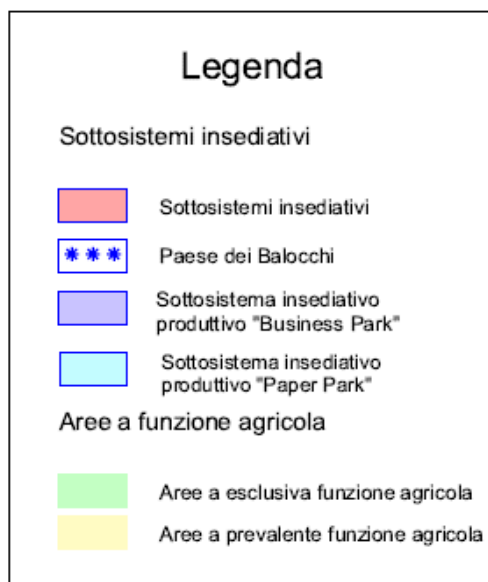 Legenda
Sottosistemi insediativi
Sottosistemi insediativi
Paese dei Balocchi
Sottosistema insediativo
produttivo "Business Park"
Sottosistema insediativo
produttivo "Paper Park"
Aree a funzione agricola
Aree a esclusiva funzione agricola
Aree a prevalente funzione agricola